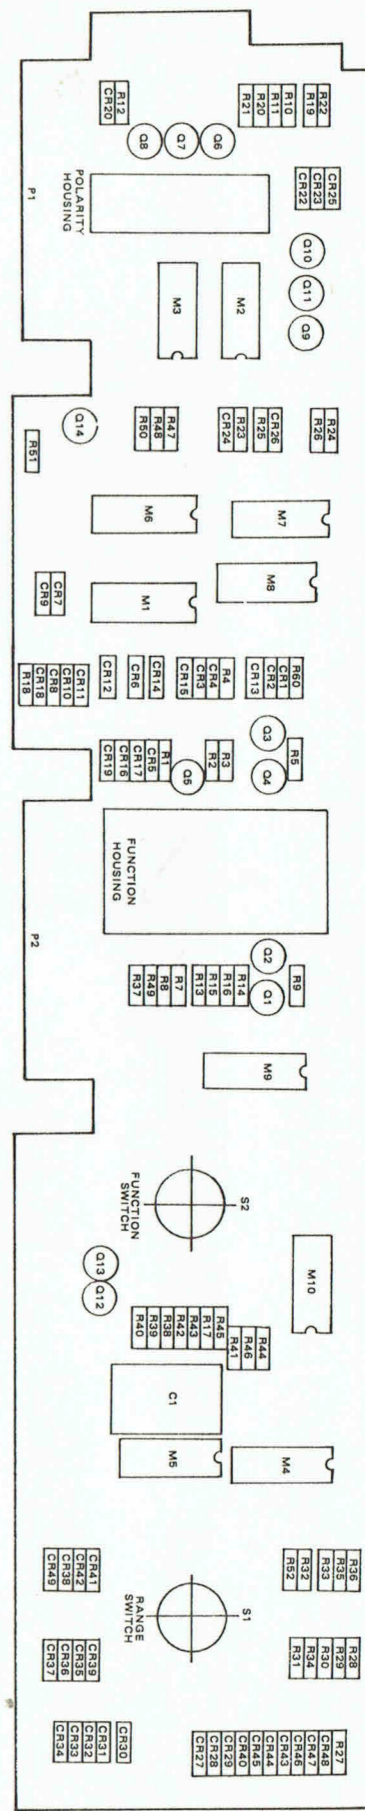 R22
R19
R10
R11
R20
R21
R12
CR20
Q8
Q7
Q6
CR25
CR23
CR22
P1
POLARITY
HOUSING
Q10
Q11
Q9
M3
M2
Q14
R51
R47
R48
R50
R23
CR24
CR26
R25
R24
R26
M6
M7
M1
M8
CR7
CR9
CR11
CR10
CR8
CR18
R18
CR12
CR6
CR14
R4
CR4
CR3
CR15
R60
CR1
CR2
CR13
R1
CR5
CR17
CR16
CR19
Q5
R3
R2
Q3
Q4
R5
FUNCTION
HOUSING
P2
Q2
Q1
R9
R7
R8
R49
R37
R14
R16
R15
R13
M9
S2
FUNCTION
SWITCH
Q13
Q12
M10
R45
R17
R43
R42
R38
R39
R40
R44
R46
R41
C1
M5
M4
CR41
CR42
CR38
CR49
R36
R35
R33
R32
R52
S1
RANGE
SWITCH
CR39
CR35
CR36
CR37
R28
R29
R30
R34
R31
CR30
CR31
CR32
CR33
CR34
R27
CR48
CR47
CR46
CR43
CR44
CR45
CR40
CR29
CR28
CR27